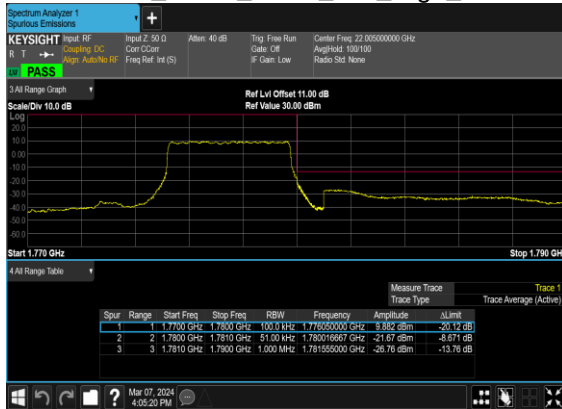 Spectrum Analyzer 1
Spurious Emissions
KEYSIGHT Input: RF Input Z: 50 Ω Atten: 40 dB Trig: Free Run Center Freq: 22.005000000 GHz
R T Coupling: DC Corr CCorr Gate: Off Avg|Hold: 100/100
Align: Auto/No RF Freq Ref: Int (S) IF Gain: Low Radio Std: None
PASS
3 All Range Graph
Ref Lvl Offset 11.00 dB
Scale/Div 10.0 dB Ref Value 30.00 dBm
Log
20.0
10.0
0.00
-10.0
-20.0
-30.0
-40.0
-50.0
-60.0
Start 1.770 GHz Stop 1.790 GH
4 All Range Table
Measure Trace Trace 1
Trace Type Trace Average (Active)
Spur Range Start Freq Stop Freq RBW Frequency Amplitude ΔLimit
1 1 1.7700 GHz 1.7800 GHz 100.0 kHz 1.776050000 GHz 9.882 dBm -20.12 dB
2 2 1.7800 GHz 1.7810 GHz 51.00 kHz 1.780016667 GHz -21.67 dBm -8.671 dB
3 3 1.7810 GHz 1.7900 GHz 1.000 MHz 1.781555000 GHz -26.76 dBm -13.76 dB
? Mar 07, 2024
4:05:20 PM